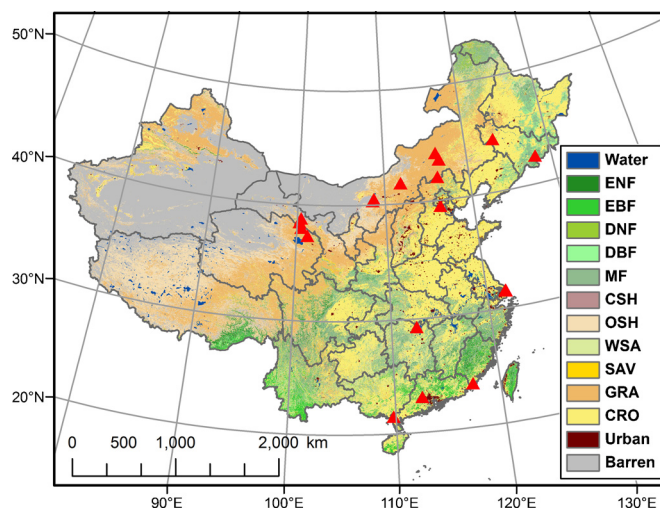 50°N
40°N
30°N
20°N
0 500 1,000 2,000 km
90°E 100°E 110°E 120°E 130°E
Water
ENF
EBF
DNF
DBF
MF
CSH
OSH
WSA
SAV
GRA
CRO
Urban
Barren